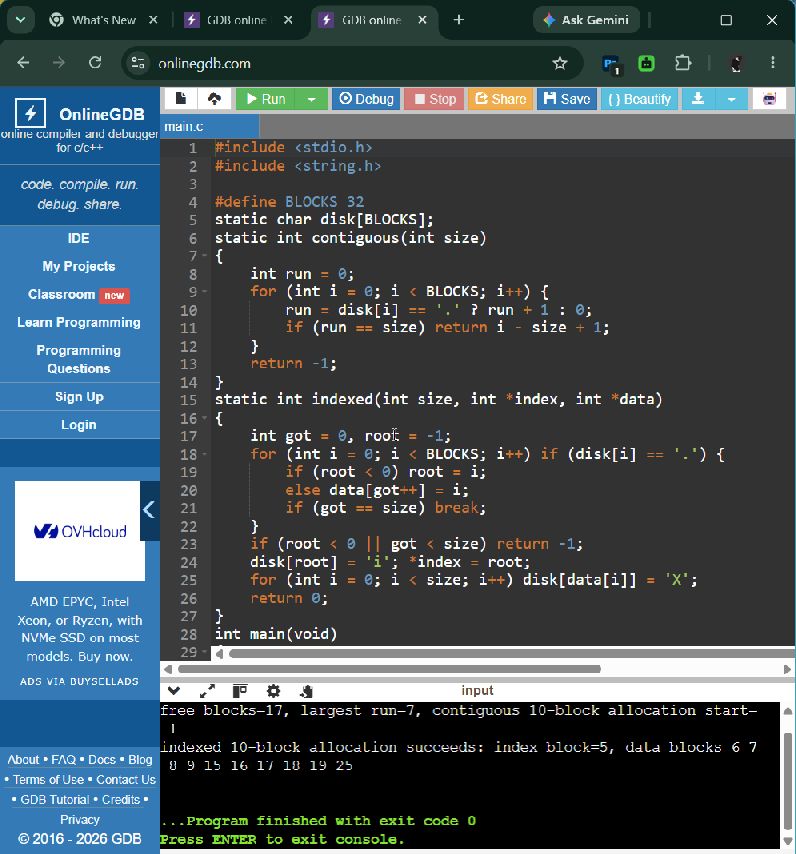 What's New
GDB online
GDB online
Ask Gemini
onlinegdb.com
1
OnlineGDB
online compiler and debugger
for c/c++
code. compile. run.
debug. share.
IDE
My Projects
Classroom new
Learn Programming
Programming
Questions
Sign Up
Login
OVHcloud
AMD EPYC, Intel
Xeon, or Ryzen, with
NVMe SSD on most
models. Buy now.
ADS VIA BUYSELLADS
About • FAQ • Docs • Blog
• Terms of Use • Contact Us
• GDB Tutorial • Credits •
Privacy
© 2016 - 2026 GDB
Run Debug Stop Share Save { } Beautify
main.c
1 #include <stdio.h>
2 #include <string.h>
3
4 #define BLOCKS 32
5 static char disk[BLOCKS];
6 static int contiguous(int size)
7 {
8     int run = 0;
9     for (int i = 0; i < BLOCKS; i++) {
10         run = disk[i] == '.' ? run + 1 : 0;
11         if (run == size) return i - size + 1;
12     }
13     return -1;
14 }
15 static int indexed(int size, int *index, int *data)
16 {
17     int got = 0, root = -1;
18     for (int i = 0; i < BLOCKS; i++) if (disk[i] == '.') {
19         if (root < 0) root = i;
20         else data[got++] = i;
21         if (got == size) break;
22     }
23     if (root < 0 || got < size) return -1;
24     disk[root] = 'i'; *index = root;
25     for (int i = 0; i < size; i++) disk[data[i]] = 'X';
26     return 0;
27 }
28 int main(void)
29
input
free blocks=17, largest run=7, contiguous 10-block allocation start=
indexed 10-block allocation succeeds: index block=5, data blocks 6 7
8 9 15 16 17 18 19 25
...Program finished with exit code 0
Press ENTER to exit console.